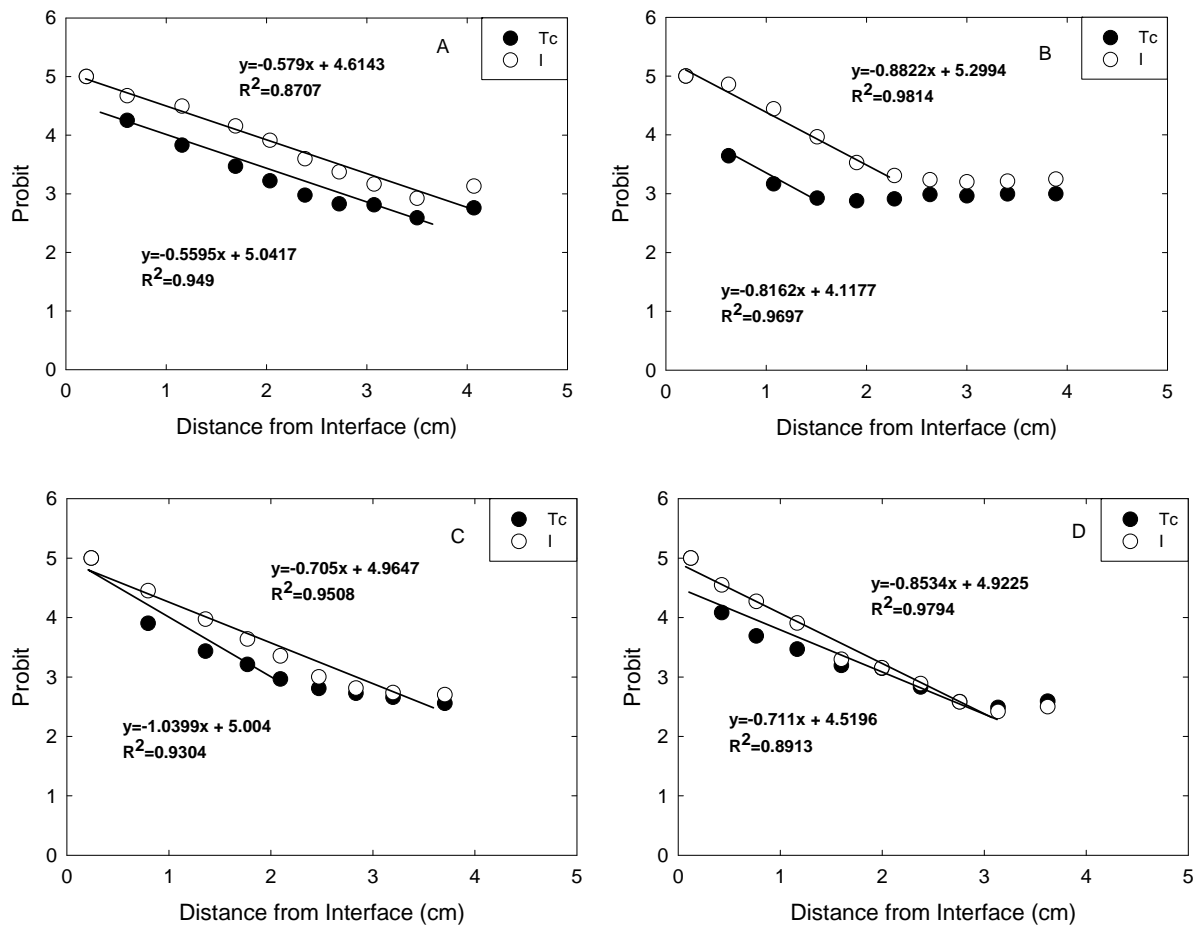 A
Tc
I
y=-0.579x + 4.6143
R2=0.8707
y=-0.5595x + 5.0417
R2=0.949
Probit
6
5
4
3
2
1
0
0 1 2 3 4 5
Distance from Interface (cm)
B
Tc
I
y=-0.8822x + 5.2994
R2=0.9814
y=-0.8162x + 4.1177
R2=0.9697
Probit
6
5
4
3
2
1
0
0 1 2 3 4 5
Distance from Interface (cm)
C
Tc
I
y=-0.705x + 4.9647
R2=0.9508
y=-1.0399x + 5.004
R2=0.9304
Probit
6
5
4
3
2
1
0
0 1 2 3 4 5
Distance from Interface (cm)
D
Tc
I
y=-0.8534x + 4.9225
R2=0.9794
y=-0.711x + 4.5196
R2=0.8913
Probit
6
5
4
3
2
1
0
0 1 2 3 4 5
Distance from Interface (cm)